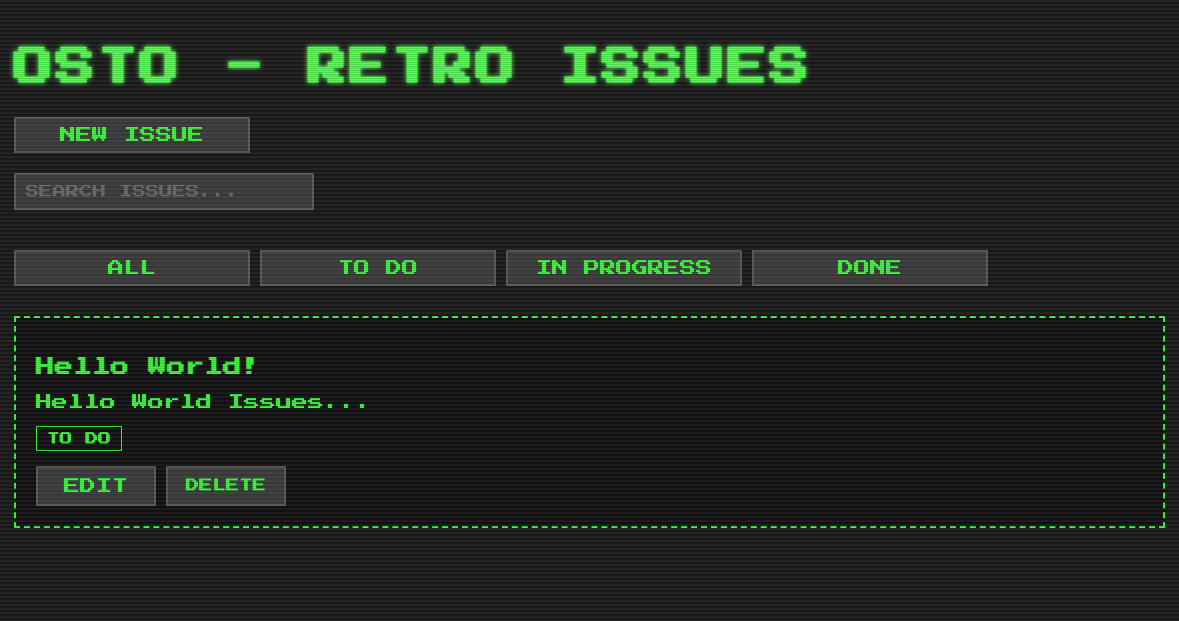 OSTO - RETRO ISSUES
NEW ISSUE
SEARCH ISSUES...
ALL TO DO IN PROGRESS DONE
Hello World!
Hello World Issues...
TO DO
EDIT DELETE